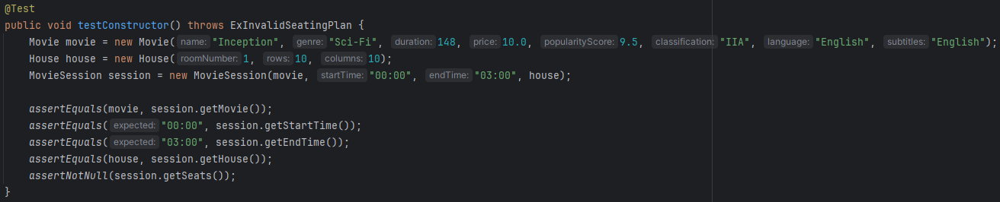 @Test
public void testConstructor() throws ExInvalidSeatingPlan {
    Movie movie = new Movie( name: "Inception", genre: "Sci-Fi", duration: 148, price: 10.0, popularityScore: 9.5, classification: "IIA", language: "English", subtitles: "English");
    House house = new House( roomNumber: 1, rows: 10, columns: 10);
    MovieSession session = new MovieSession(movie, startTime: "00:00", endTime: "03:00", house);

    assertEquals(movie, session.getMovie());
    assertEquals( expected: "00:00", session.getStartTime());
    assertEquals( expected: "03:00", session.getEndTime());
    assertEquals(house, session.getHouse());
    assertNotNull(session.getSeats());
}